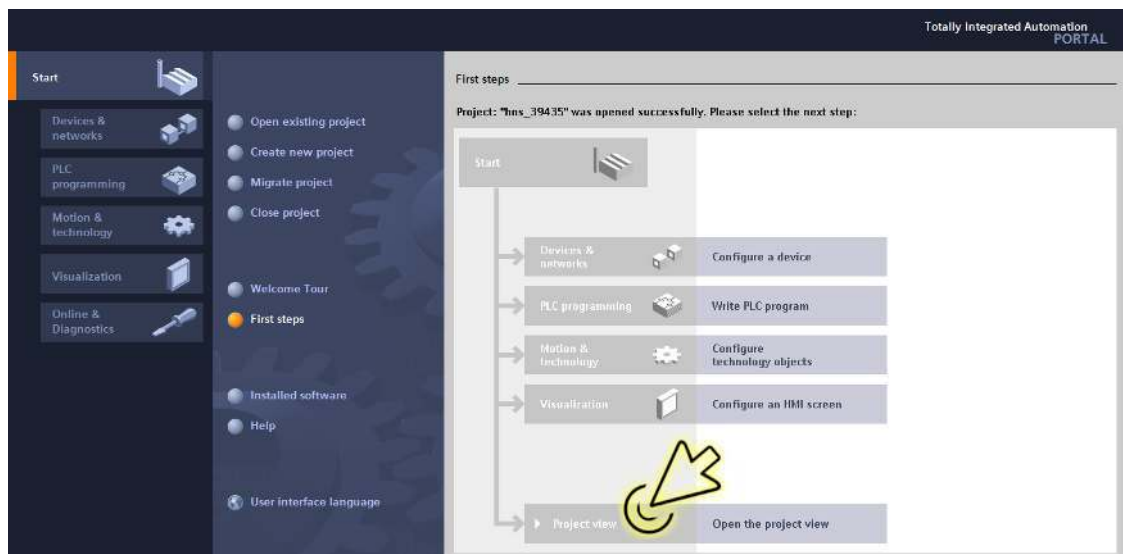 Totally Integrated Automation
PORTAL
Start
Devices &
networks
PLC
programming
Motion &
technology
Visualization
Online &
Diagnostics
Open existing project
Create new project
Migrate project
Close project
Welcome Tour
First steps
Installed software
Help
User interface language
First steps
Project: "hns_39435" was opened successfully. Please select the next step:
Start
Devices &
networks
Configure a device
PLC programming
Write PLC program
Motion &
technology
Configure
technology objects
Visualization
Configure an HMI screen
Project view
Open the project view